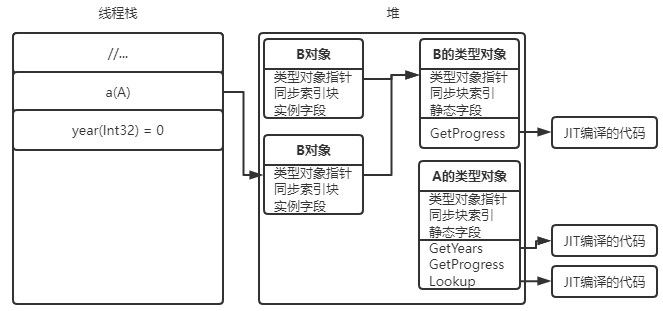 线程栈
堆
//...
a(A)
year(Int32) = 0
B对象
类型对象指针
同步索引块
实例字段
B对象
类型对象指针
同步索引块
实例字段
B的类型对象
类型对象指针
同步块索引
静态字段
GetProgress
JIT编译的代码
A的类型对象
类型对象指针
同步块索引
静态字段
GetYears
GetProgress
Lookup
JIT编译的代码
JIT编译的代码